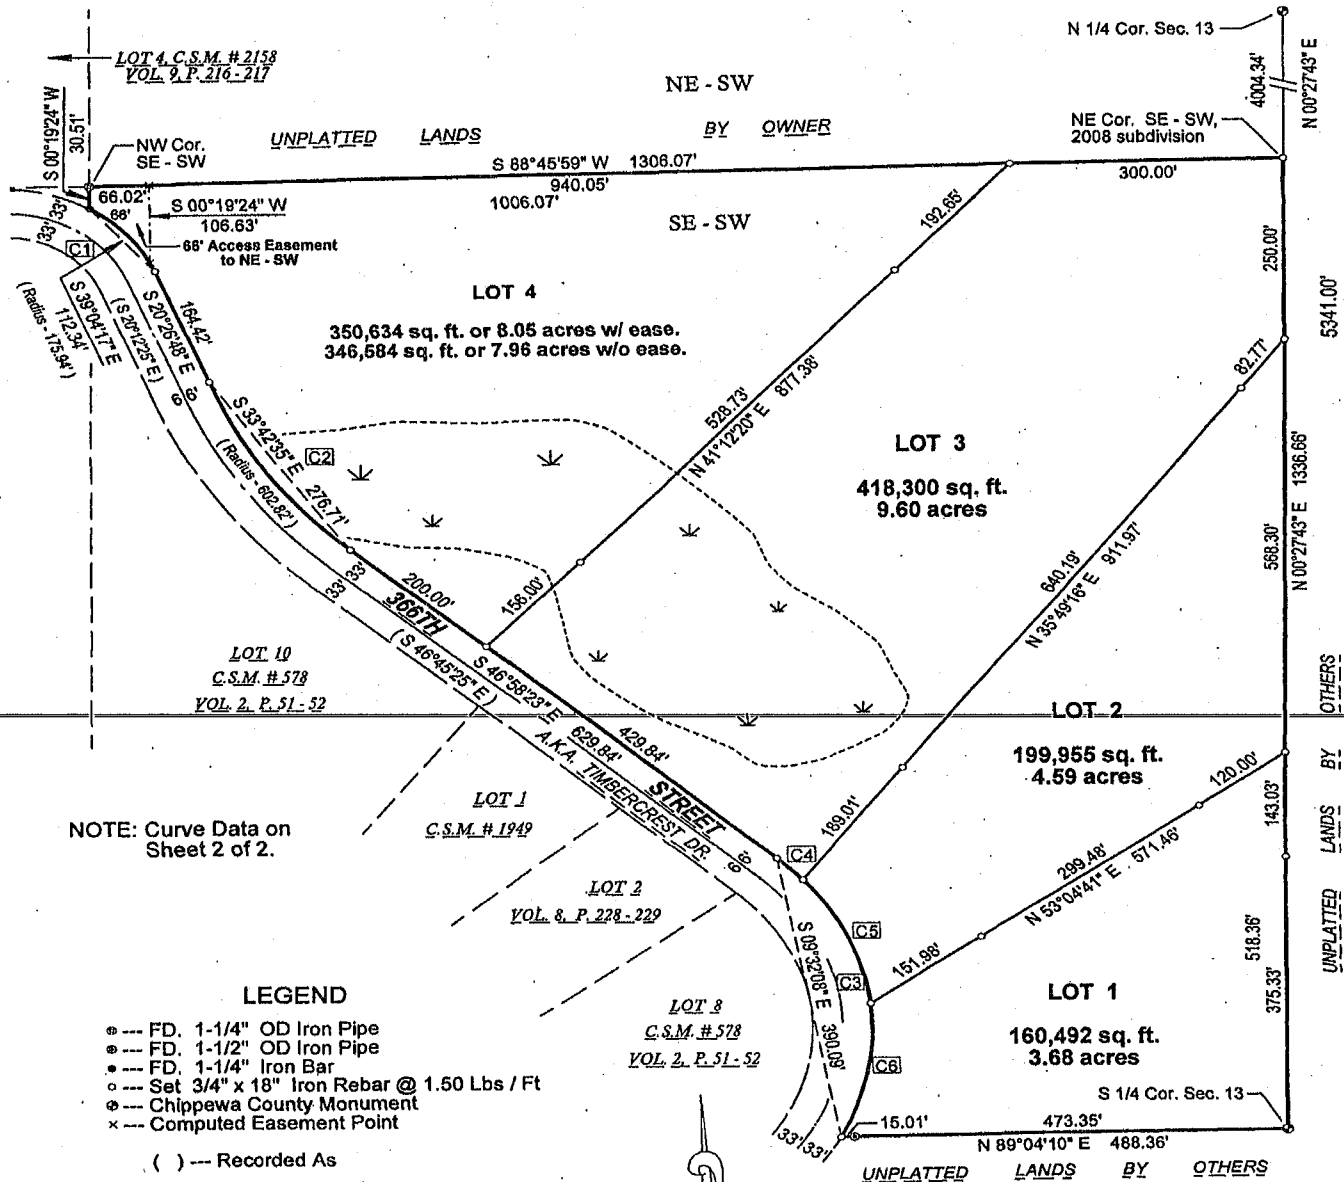 N 1/4 Cor. Sec. 13
LOT 4, C.S.M. # 2158
VOL. 9, P. 216 - 217
NE - SW
4004.34'
N 00°27'43" E
S 00°19'24" W
30.51'
NW Cor.
SE - SW
UNPLATTED LANDS BY OWNER
NE Cor. SE - SW,
2008 subdivision
S 88°45'59" W 1306.07'
940.05'
1006.07'
300.00'
66.02'
66'
S 00°19'24" W
106.63'
66' Access Easement
to NE - SW
SE - SW
192.65'
250.00'
5341.00'
33' 33'
C1
S 39°04'17" E
112.34'
(Radius - 175.94')
(S 20°12'25" E)
S 20°26'48" E
164.42'
66'
LOT 4
350,634 sq. ft. or 8.05 acres w/ ease.
346,584 sq. ft. or 7.96 acres w/o ease.
82.77'
528.73'
N 41°12'20" E 877.38'
S 33°42'35" E
276.71'
C2
(Radius - 602.82')
LOT 3
418,300 sq. ft.
9.60 acres
N 00°27'43" E 1336.66'
568.30'
640.19'
N 35°49'16" E 911.97'
33' 33'
200.00'
156.00'
366TH
STREET
(S 46°45'25" E)
S 46°58'23" E
629.84'
429.84'
A.K.A. TIMBERCREST DR.
66'
LOT 10
C.S.M. # 578
VOL. 2, P. 51 - 52
LOT 2
199,955 sq. ft.
4.59 acres
120.00'
143.03'
UNPLATTED LANDS BY OTHERS
NOTE: Curve Data on
Sheet 2 of 2.
LOT 1
C.S.M. # 1949
LOT 2
VOL. 8, P. 228 - 229
189.01'
C4
299.48'
N 53°04'41" E 571.46'
C5
151.98'
518.36'
375.33'
C3
S 09°32'08" E 390.09'
LOT 1
160,492 sq. ft.
3.68 acres
LOT 8
C.S.M. # 578
VOL. 2, P. 51 - 52
C6
S 1/4 Cor. Sec. 13
15.01'
473.35'
N 89°04'10" E 488.36'
33' 33'
UNPLATTED LANDS BY OTHERS
LEGEND
--- FD. 1-1/4" OD Iron Pipe
--- FD. 1-1/2" OD Iron Pipe
--- FD. 1-1/4" Iron Bar
--- Set 3/4" x 18" Iron Rebar @ 1.50 Lbs / Ft
--- Chippewa County Monument
× --- Computed Easement Point
( ) --- Recorded As